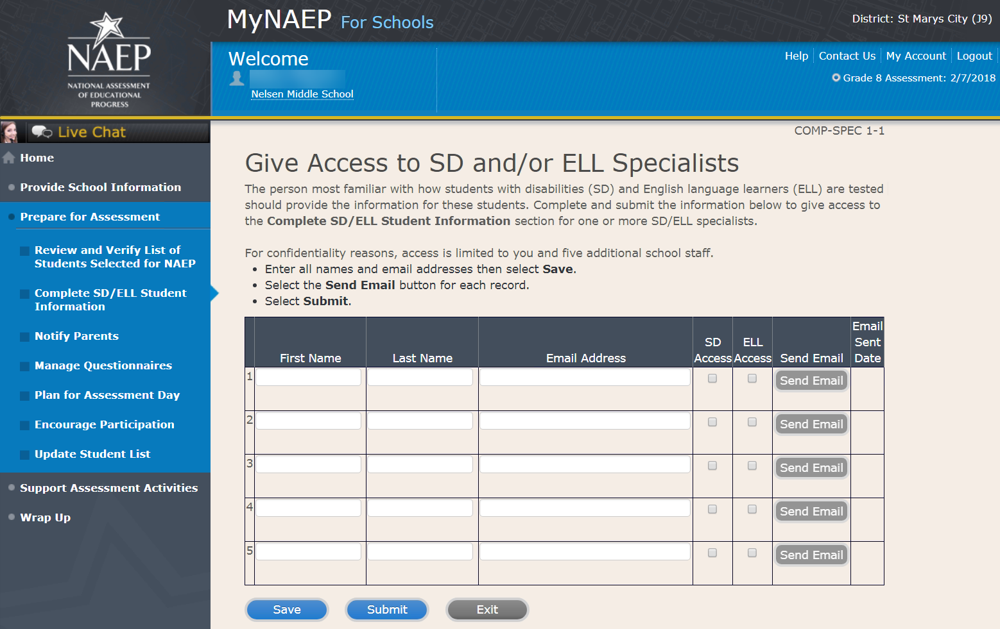 MyNAEP For Schools
District: St Marys City (J9)
NAEP
NATIONAL ASSESSMENT
OF EDUCATIONAL
PROGRESS
Welcome
Nelsen Middle School
Help
Contact Us
My Account
Logout
Grade 8 Assessment: 2/7/2018
Live Chat
Home
Provide School Information
Prepare for Assessment
Review and Verify List of
Students Selected for NAEP
Complete SD/ELL Student
Information
Notify Parents
Manage Questionnaires
Plan for Assessment Day
Encourage Participation
Update Student List
Support Assessment Activities
Wrap Up
COMP-SPEC 1-1
Give Access to SD and/or ELL Specialists
The person most familiar with how students with disabilities (SD) and English language learners (ELL) are tested
should provide the information for these students. Complete and submit the information below to give access to
the Complete SD/ELL Student Information section for one or more SD/ELL specialists.
For confidentiality reasons, access is limited to you and five additional school staff.
• Enter all names and email addresses then select Save.
• Select the Send Email button for each record.
• Select Submit.
First Name
Last Name
Email Address
SD
Access
ELL
Access
Send Email
Email
Sent
Date
1
Send Email
2
Send Email
3
Send Email
4
Send Email
5
Send Email
Save
Submit
Exit